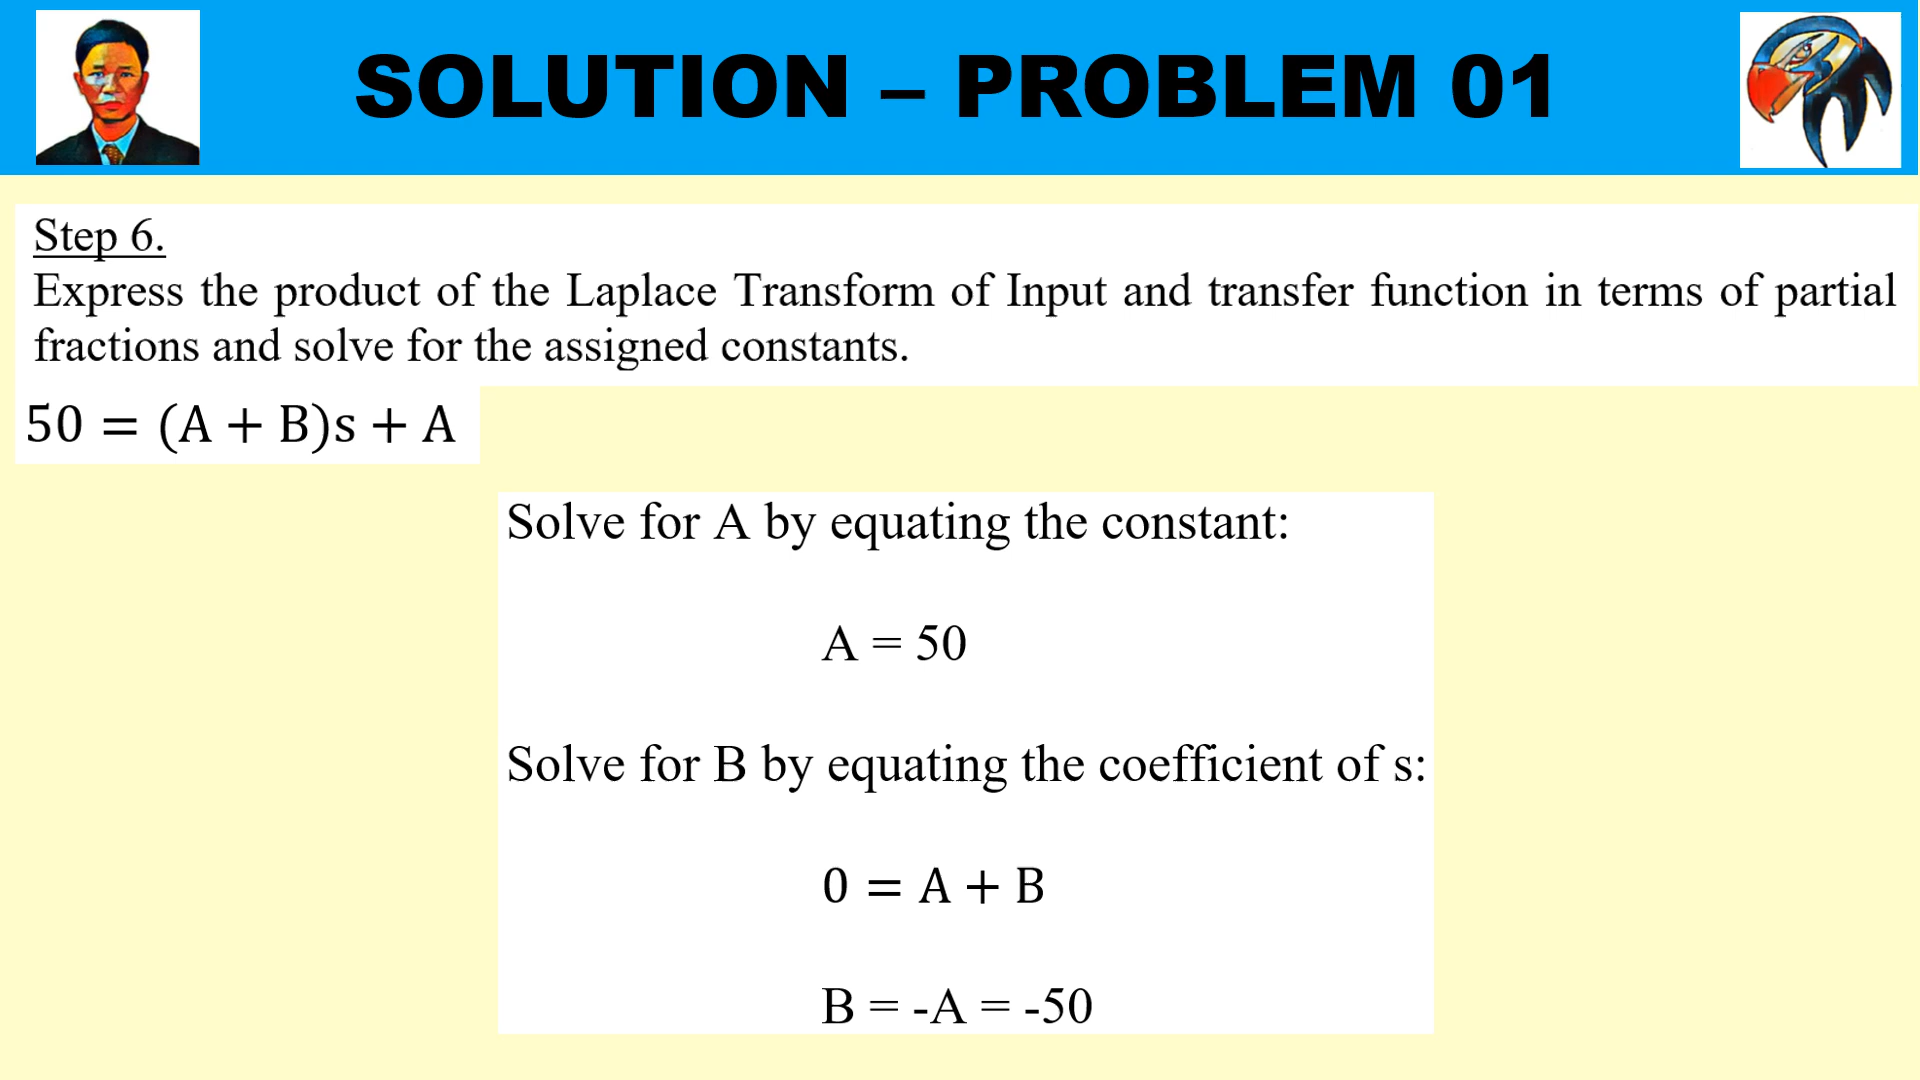 SOLUTION – PROBLEM 01
Step 6.
Express the product of the Laplace Transform of Input and transfer function in terms of partial
fractions and solve for the assigned constants.
50 = (A + B)s + A
Solve for A by equating the constant:
A = 50
Solve for B by equating the coefficient of s:
0 = A + B
B = -A = -50